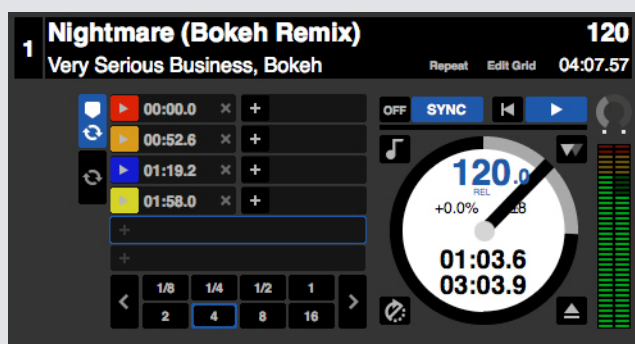 1 Nightmare (Bokeh Remix) 120
Very Serious Business, Bokeh Repeat Edit Grid 04:07.57
00:00.0 × +
00:52.6 × +
01:19.2 × +
01:58.0 × +
+
+
1/8 1/4 1/2 1
2 4 8 16
OFF SYNC
120.0
REL
+0.0% 8
01:03.6
03:03.9